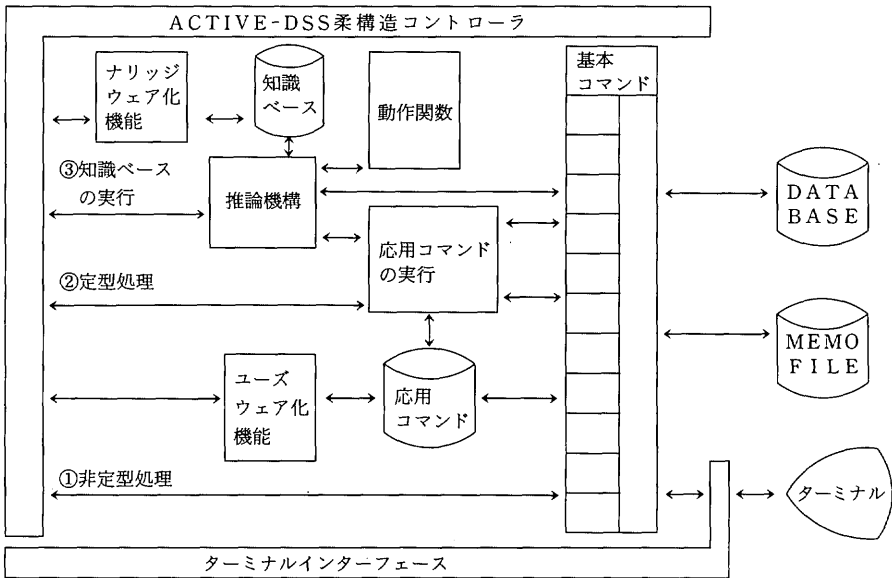 ACTIVE-DSS柔構造コントローラ
ナリッジ
ウェア化
機能
知識
ベース
動作関数
基本
コマンド
③知識ベース
の実行
推論機構
応用コマンド
の実行
②定型処理
ユーズ
ウェア化
機能
応用
コマンド
①非定型処理
DATA
BASE
MEMO
FILE
ターミナル
ターミナルインターフェース